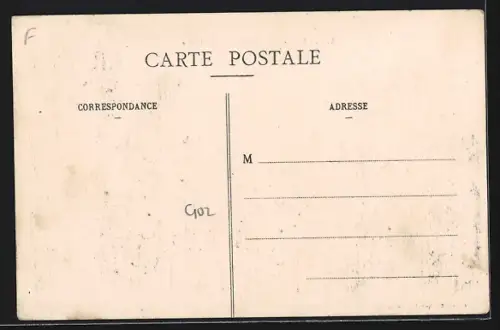 F
CARTE POSTALE
CORRESPONDANCE
ADRESSE
M
G02